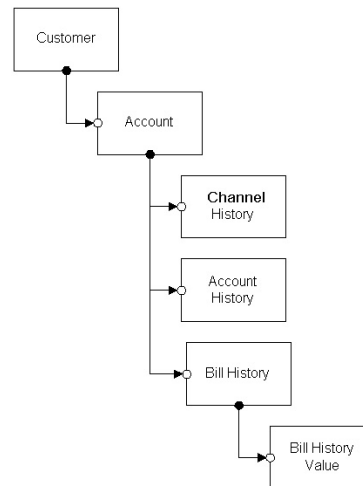 Customer
Account
Channel
History
Account
History
Bill History
Bill History
Value